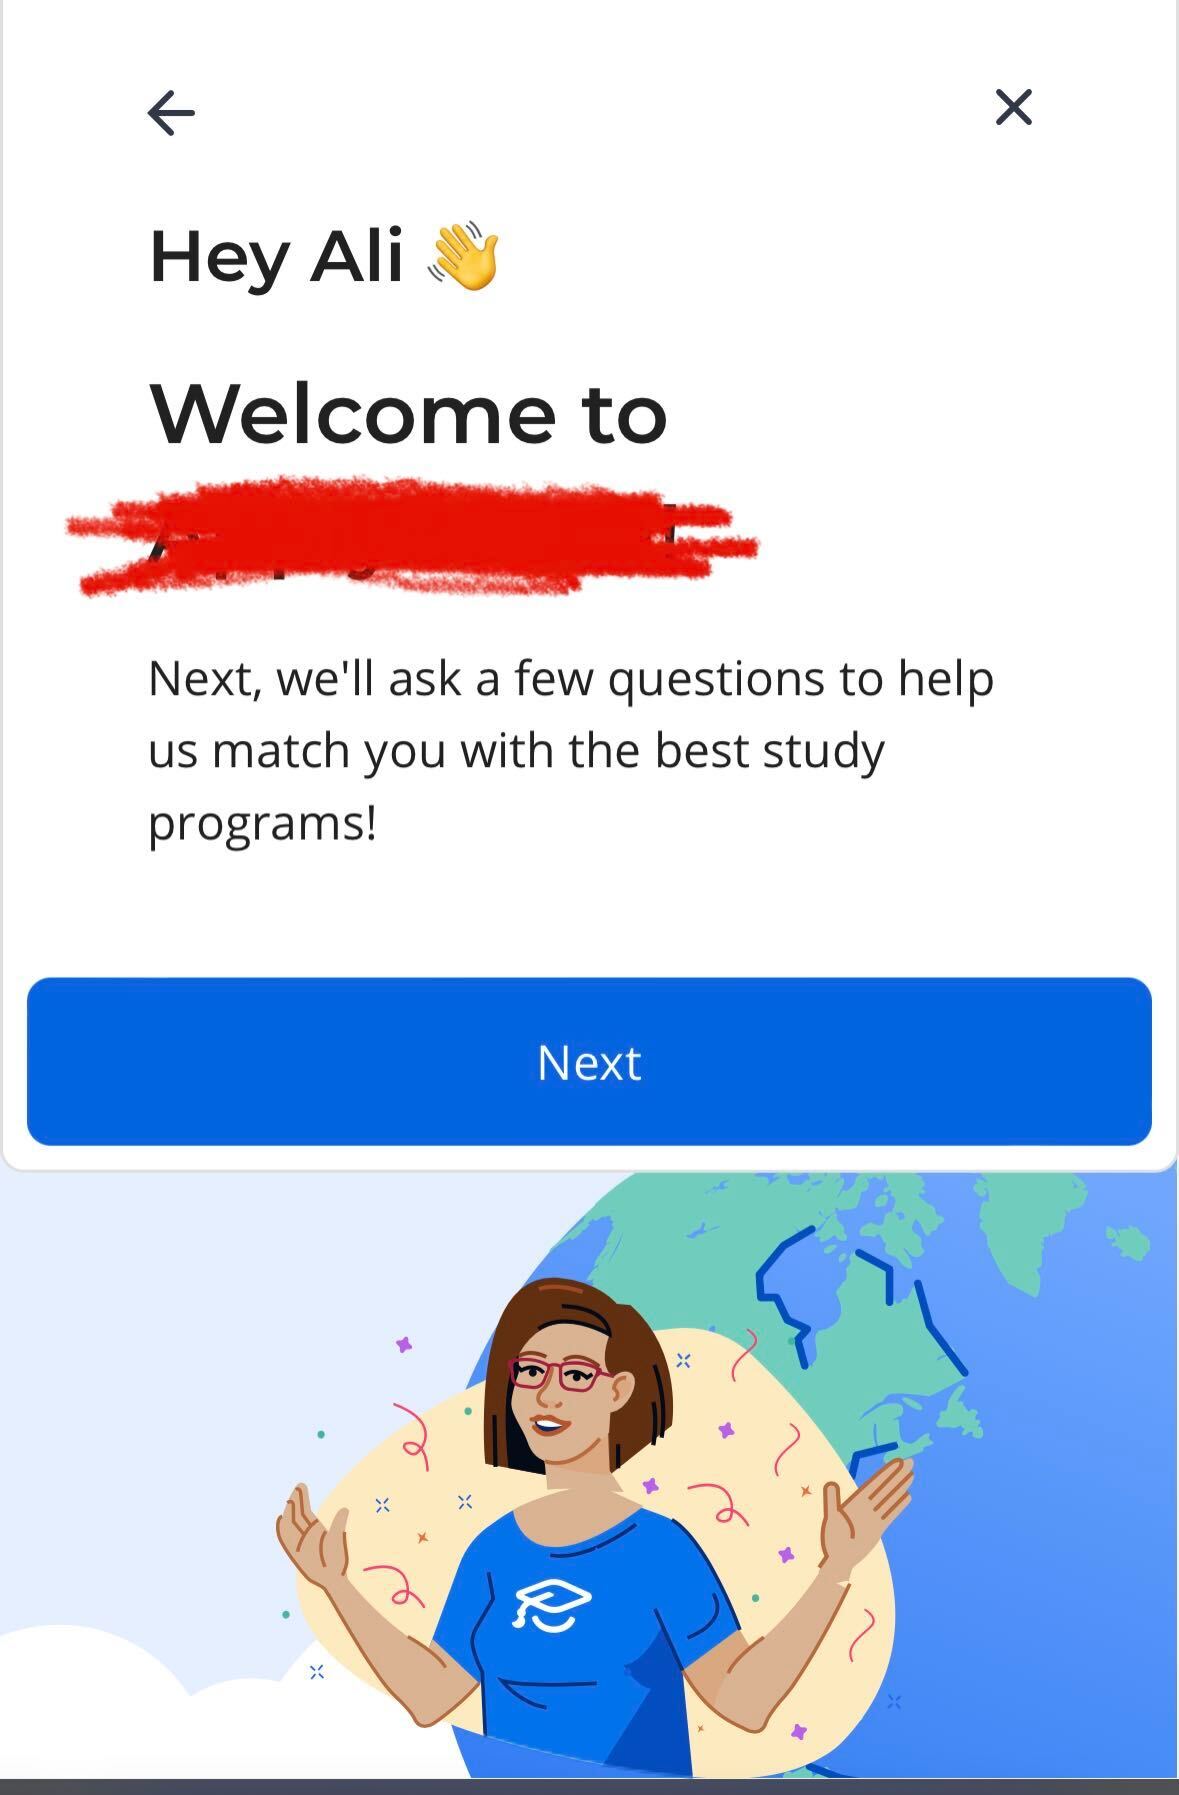 Hey Ali 👋
Welcome to
Next, we'll ask a few questions to help
us match you with the best study
programs!
Next